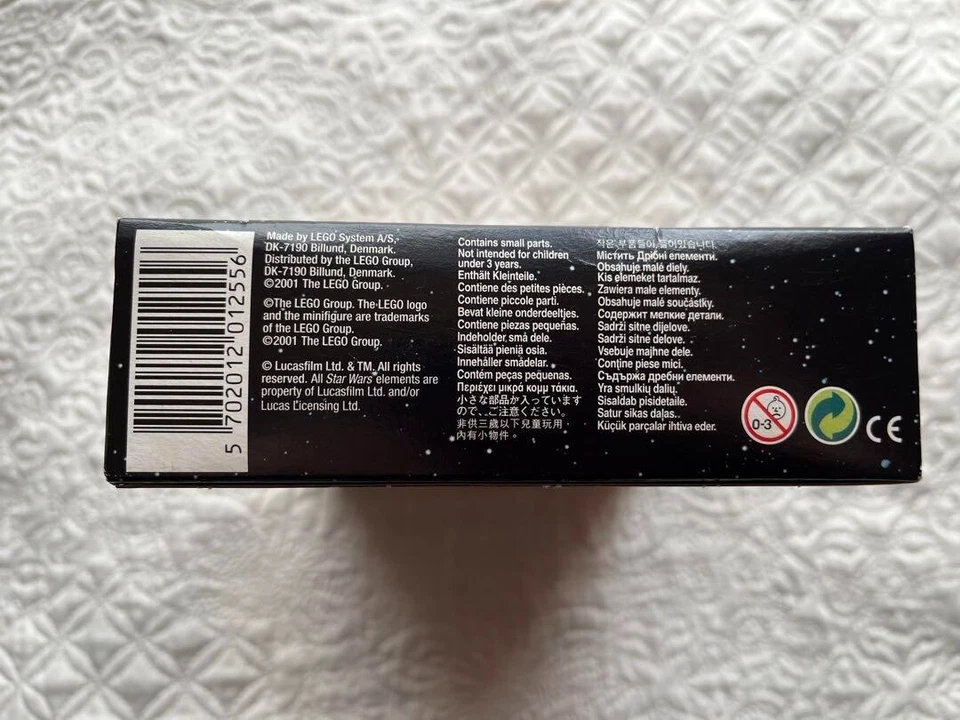 5 702012 012556
Made by LEGO System A/S,
DK-7190 Billund, Denmark.
Distributed by the LEGO Group,
DK-7190 Billund, Denmark.
©2001 The LEGO Group.
©The LEGO Group. The LEGO logo
and the minifigure are trademarks
of the LEGO Group.
©2001 The LEGO Group.
© Lucasfilm Ltd. & TM. All rights
reserved. All Star Wars elements are
property of Lucasfilm Ltd. and/or
Lucas Licensing Ltd.
Contains small parts.
Not intended for children
under 3 years.
Enthält Kleinteile.
Contient des petites pièces.
Contiene piccole parti.
Bevat kleine onderdeeltjes.
Contiene piezas pequeñas.
Indeholder små dele.
Sisältää pieniä osia.
Innehåller smådelar.
Contém peças pequenas.
Περιέχει μικρά κομμ τάκια.
小さな部品が入っています
ので、ご注意ください。
非供三歲以下兒童玩用
內有小物件。
작은 부품들이 들어있습니다.
Містить Дрібні елементи.
Obsahuje malé diely.
Kis elemeket tartalmaz.
Zawiera małe elementy.
Obsahuje malé součástky.
Содержит мелкие детали.
Sadrži sitne dijelove.
Sadrži sitne delove.
Vsebuje majhne dele.
Conţine piese mici.
Съдържа дребни елементи.
Yra smulkių dalių.
Sisaldab pisidetaile.
Satur sīkas daļas.
Küçük parçalar ihtiva eder.
0-3
CE